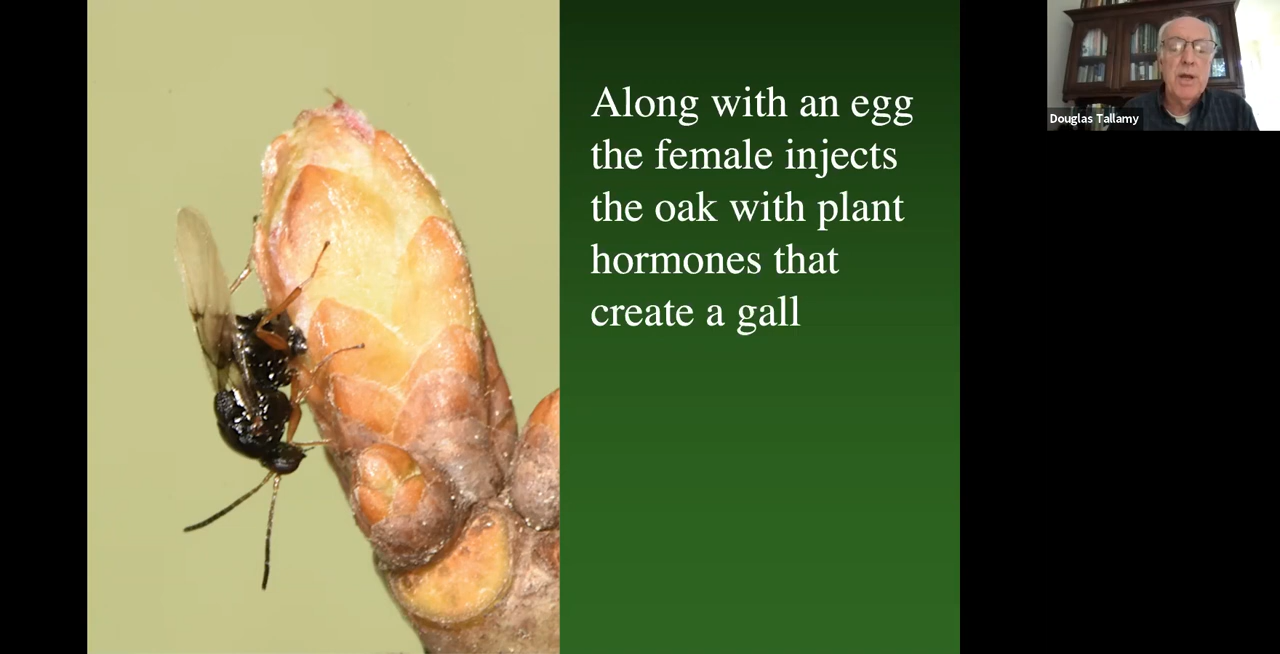 Along with an egg
the female injects
the oak with plant
hormones that
create a gall
Douglas Tallamy